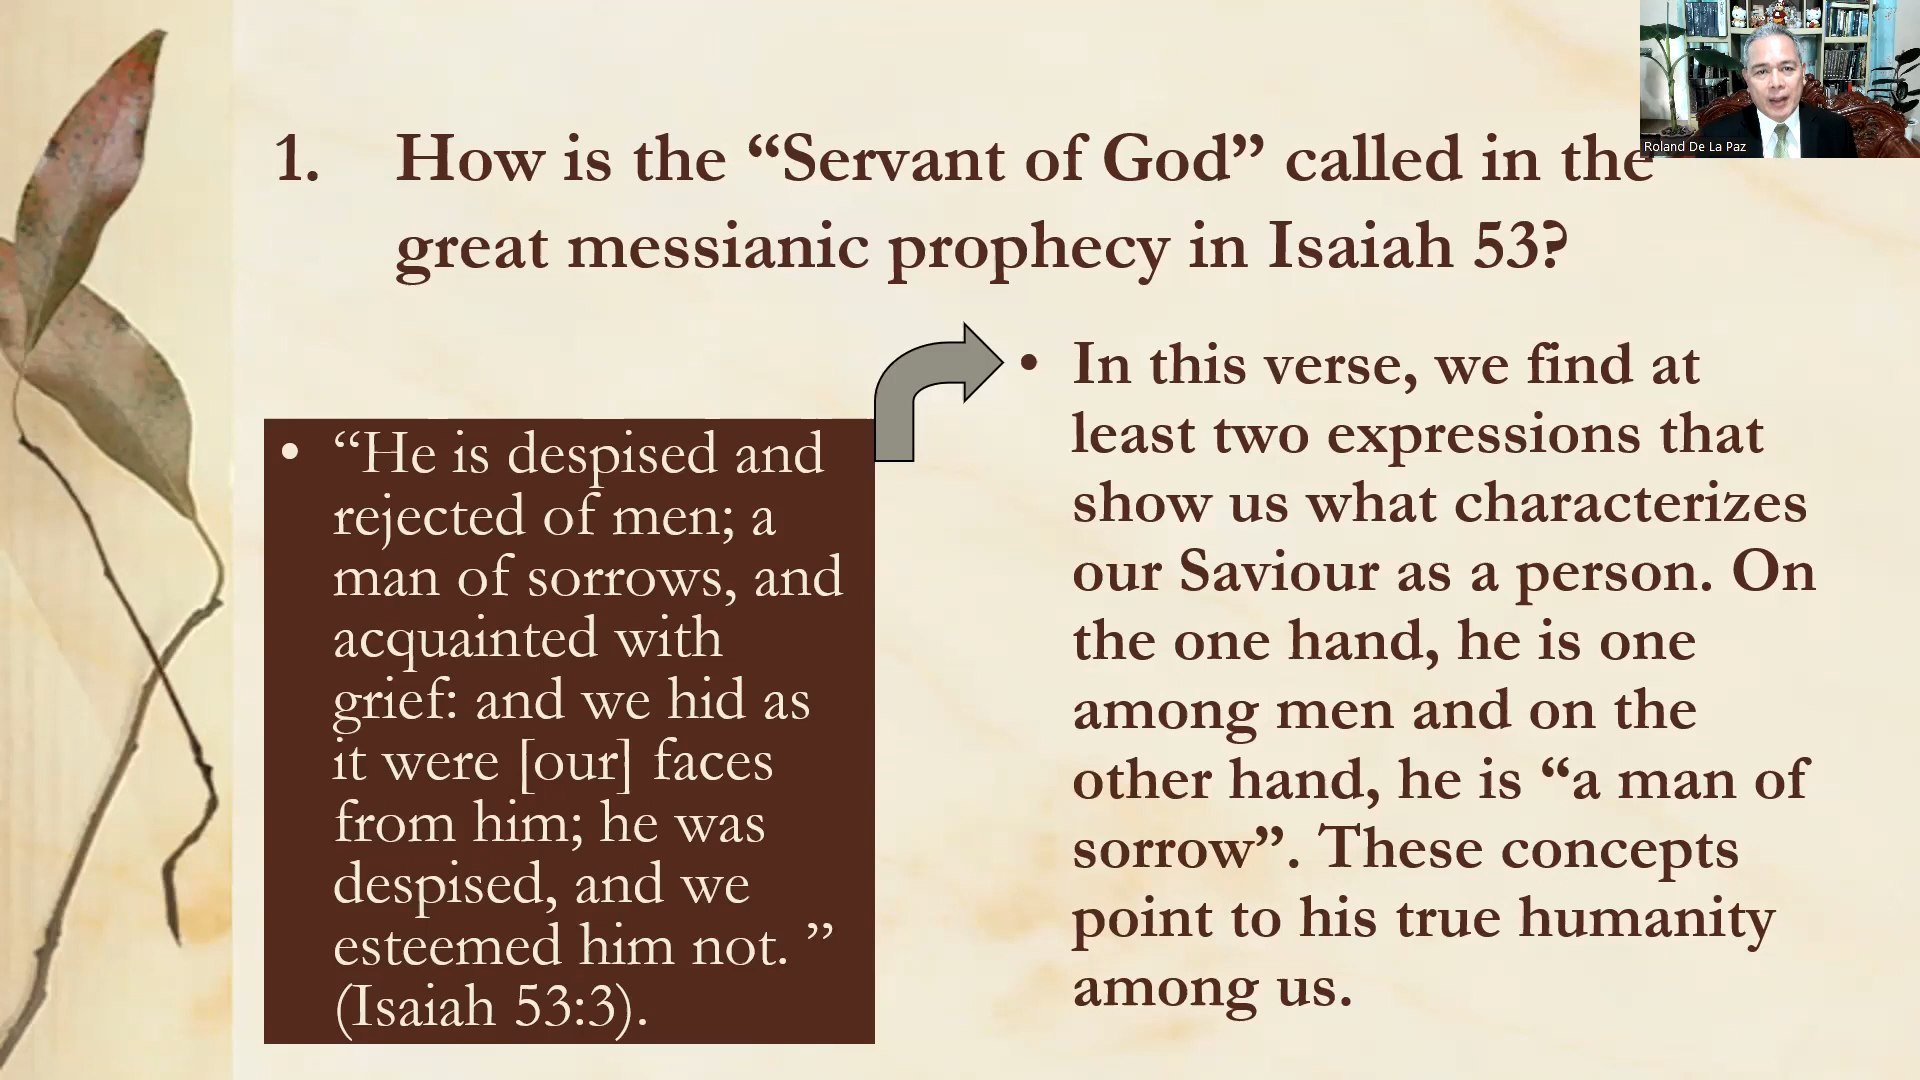 1. How is the “Servant of God” called in the
great messianic prophecy in Isaiah 53?
• “He is despised and
rejected of men; a
man of sorrows, and
acquainted with
grief: and we hid as
it were [our] faces
from him; he was
despised, and we
esteemed him not. ”
(Isaiah 53:3).
• In this verse, we find at
least two expressions that
show us what characterizes
our Saviour as a person. On
the one hand, he is one
among men and on the
other hand, he is “a man of
sorrow”. These concepts
point to his true humanity
among us.
Roland De La Paz